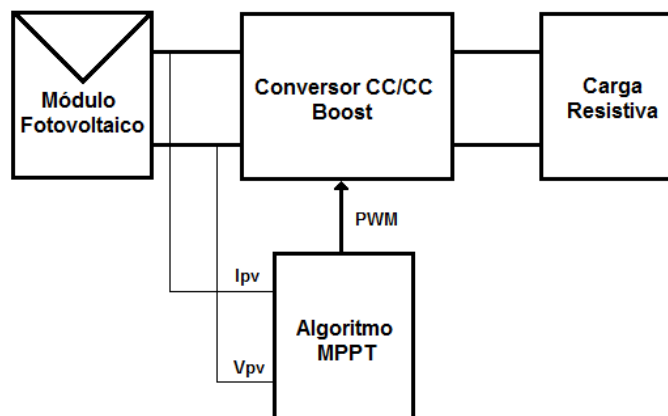 Módulo
Fotovoltaico
Conversor CC/CC
Boost
Carga
Resistiva
PWM
Ipv
Algoritmo
MPPT
Vpv